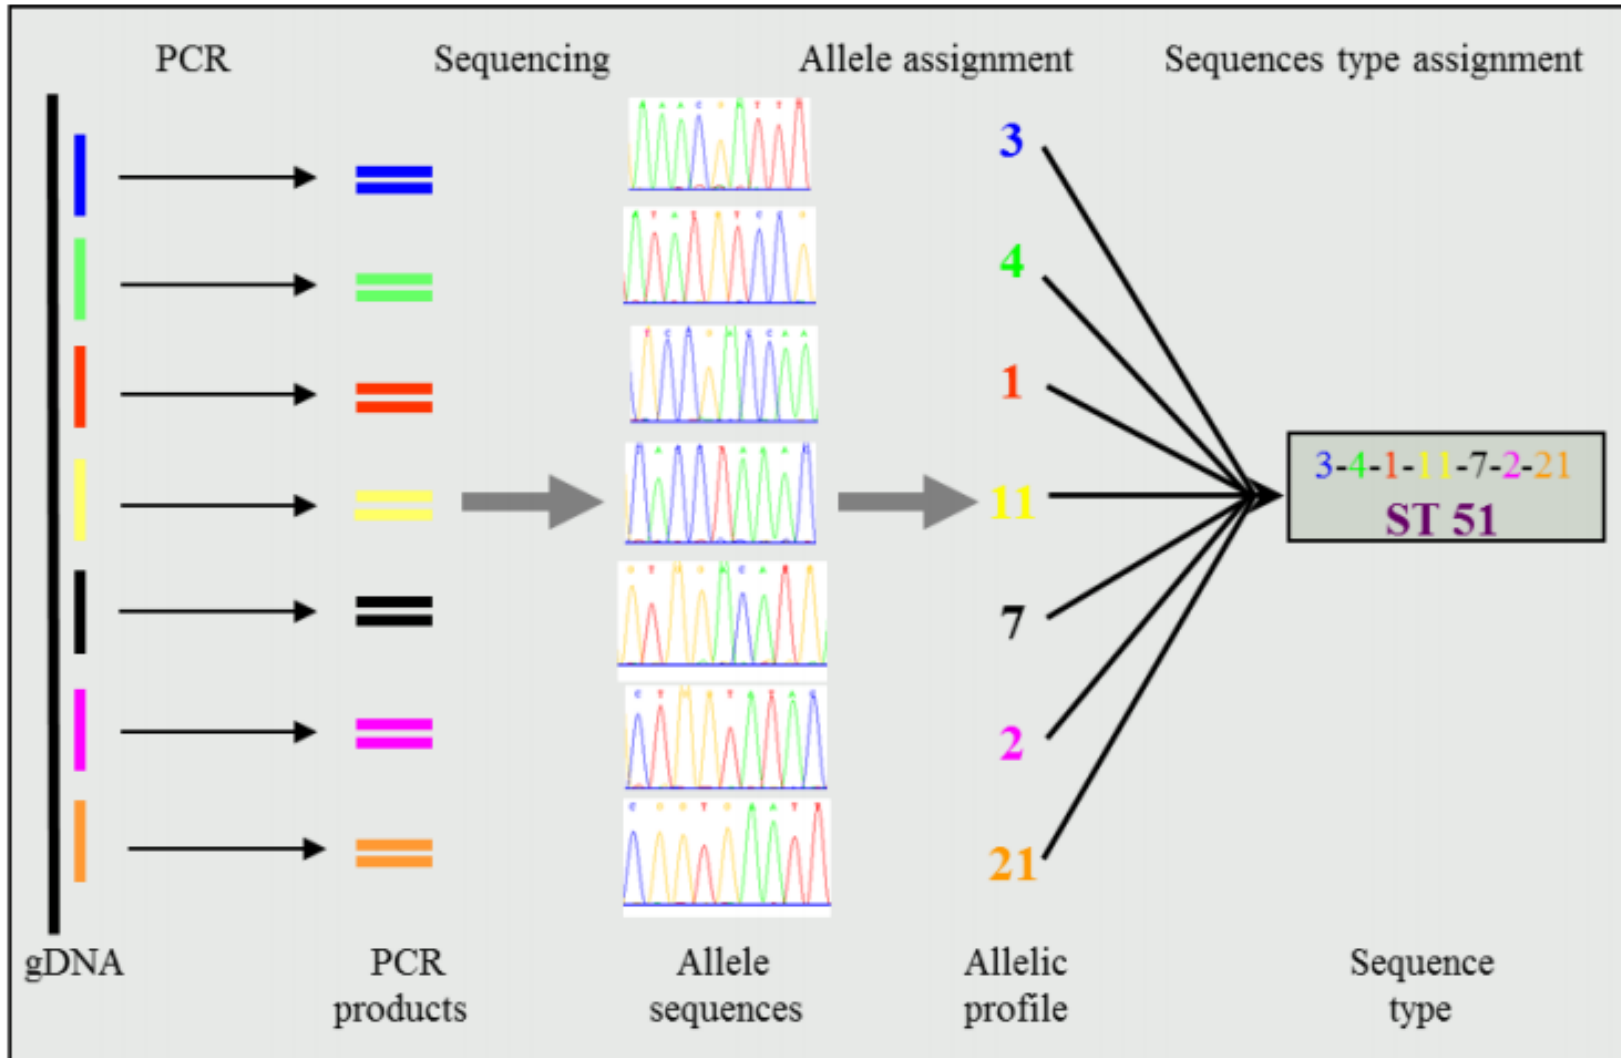 PCR
Sequencing
Allele assignment
Sequences type assignment
3
4
1
11
7
2
21
3-4-1-11-7-2-21
ST 51
gDNA
PCR
products
Allele
sequences
Allelic
profile
Sequence
type